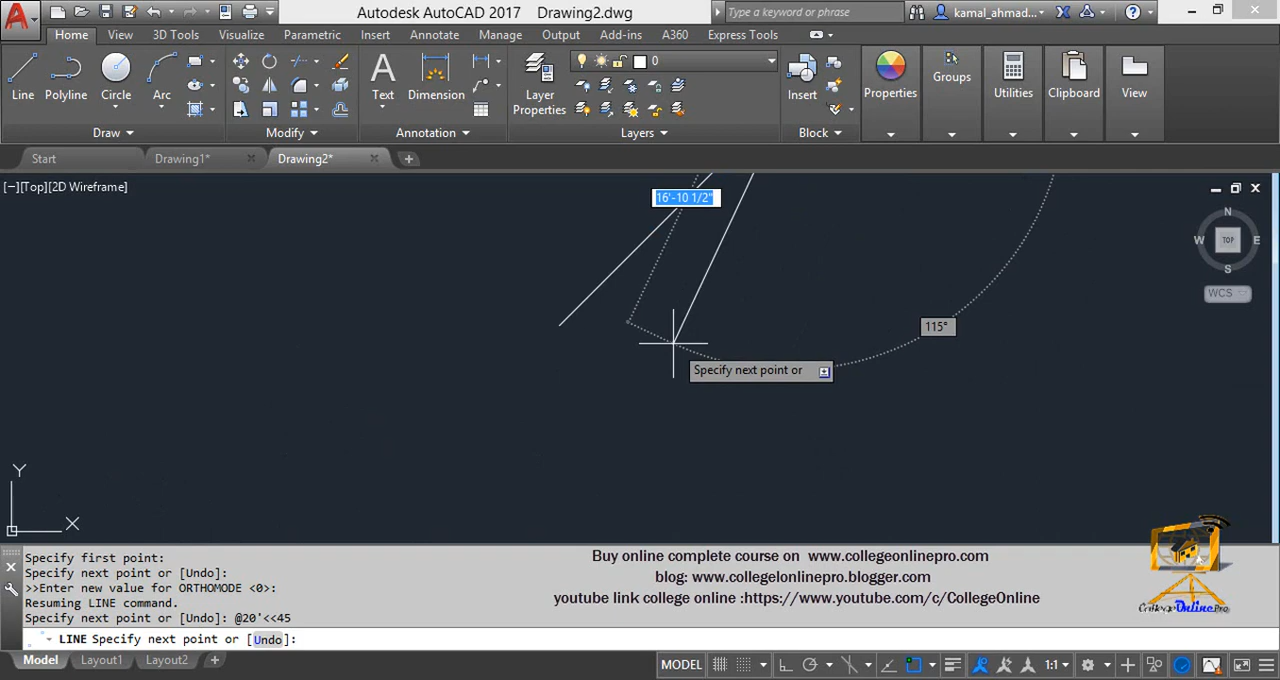 Autodesk AutoCAD 2017 Drawing2.dwg
Type a keyword or phrase
kamal_ahmad...
Home View 3D Tools Visualize Parametric Insert Annotate Manage Output Add-ins A360 Express Tools
Line Polyline Circle Arc
Text Dimension
Layer Properties
0
Insert
Properties Groups Utilities Clipboard View
Draw Modify Annotation Layers Block
Start Drawing1* Drawing2*
[−][Top][2D Wireframe]
16'-10 1/2"
N
W TOP E
S
WCS
115°
Specify next point or
Y
X
Specify first point:
Specify next point or [Undo]:
>>Enter new value for ORTHOMODE <0>:
Resuming LINE command.
Specify next point or [Undo]: @20'<<45
LINE Specify next point or [Undo]:
Buy online complete course on www.collegeonlinepro.com
blog: www.collegelonlinepro.blogger.com
youtube link college online :https://www.youtube.com/c/CollegeOnline
College Online Pro
Model Layout1 Layout2
MODEL 1:1